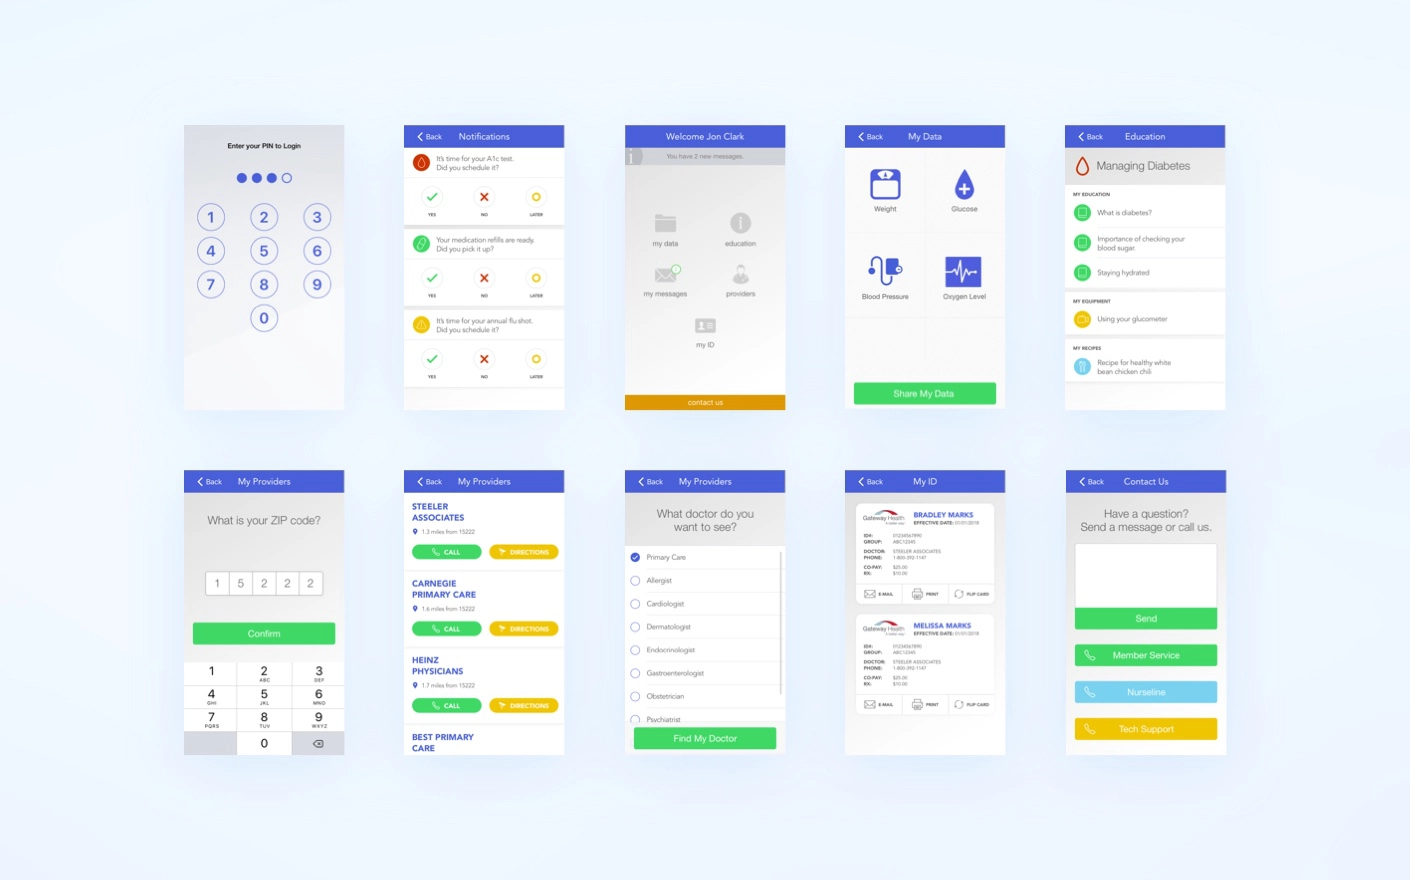 Enter your PIN to Login
1 2 3
4 5 6
7 8 9
0
Back Notifications
It's time for your A1c test.
Did you schedule it?
YES NO LATER
Your medication refills are ready.
Did you pick it up?
YES NO LATER
It's time for your annual flu shot.
Did you schedule it?
YES NO LATER
Welcome Jon Clark
You have 2 new messages.
my data education
my messages providers
my ID
contact us
Back My Data
Weight Glucose
Blood Pressure Oxygen Level
Share My Data
Back Education
Managing Diabetes
MY EDUCATION
What is diabetes?
Importance of checking your
blood sugar.
Staying hydrated
MY EQUIPMENT
Using your glucometer
MY RECIPES
Recipe for healthy white
bean chicken chili
Back My Providers
What is your ZIP code?
1 5 2 2 2
Confirm
1 2 3
ABC DEF
4 5 6
GHI JKL MNO
7 8 9
PQRS TUV WXYZ
0
Back My Providers
STEELER
ASSOCIATES
1.3 miles from 15222
CALL DIRECTIONS
CARNEGIE
PRIMARY CARE
1.6 miles from 15222
CALL DIRECTIONS
HEINZ
PHYSICIANS
1.7 miles from 15222
CALL DIRECTIONS
BEST PRIMARY
CARE
Back My Providers
What doctor do you
want to see?
Primary Care
Allergist
Cardiologist
Dermatologist
Endocrinologist
Gastroenterologist
Obstetrician
Psychiatrist
Find My Doctor
Back My ID
Gateway Health
BRADLEY MARKS
EFFECTIVE DATE: 01/01/2018
ID#: 01234567890
GROUP: ABC12345
DOCTOR: STEELER ASSOCIATES
PHONE: 1-800-392-1147
CO-PAY: $25.00
RX: $10.00
E-MAIL PRINT FLIP CARD
Gateway Health
MELISSA MARKS
EFFECTIVE DATE: 01/01/2018
ID#: 01234567890
GROUP: ABC12345
DOCTOR: STEELER ASSOCIATES
PHONE: 1-800-392-1147
CO-PAY: $25.00
RX: $10.00
E-MAIL PRINT FLIP CARD
Back Contact Us
Have a question?
Send a message or call us.
Send
Member Service
Nurseline
Tech Support